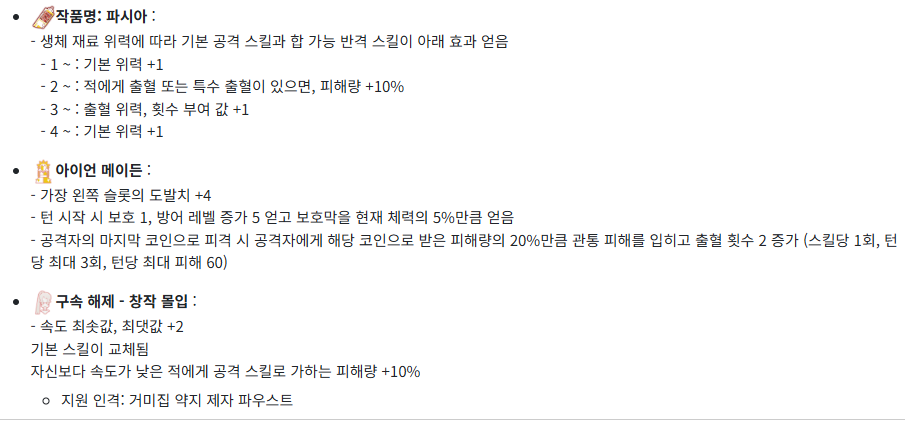 작품명: 파시아 :
- 생체 재료 위력에 따라 기본 공격 스킬과 합 가능 반격 스킬이 아래 효과 얻음
- 1 ~ : 기본 위력 +1
- 2 ~ : 적에게 출혈 또는 특수 출혈이 있으면, 피해량 +10%
- 3 ~ : 출혈 위력, 횟수 부여 값 +1
- 4 ~ : 기본 위력 +1
아이언 메이든 :
- 가장 왼쪽 슬롯의 도발치 +4
- 턴 시작 시 보호 1, 방어 레벨 증가 5 얻고 보호막을 현재 체력의 5%만큼 얻음
- 공격자의 마지막 코인으로 피격 시 공격자에게 해당 코인으로 받은 피해량의 20%만큼 관통 피해를 입히고 출혈 횟수 2 증가 (스킬당 1회, 턴
당 최대 3회, 턴당 최대 피해 60)
구속 해제 - 창작 몰입 :
- 속도 최솟값, 최댓값 +2
기본 스킬이 교체됨
자신보다 속도가 낮은 적에게 공격 스킬로 가하는 피해량 +10%
지원 인격: 거미집 약지 제자 파우스트